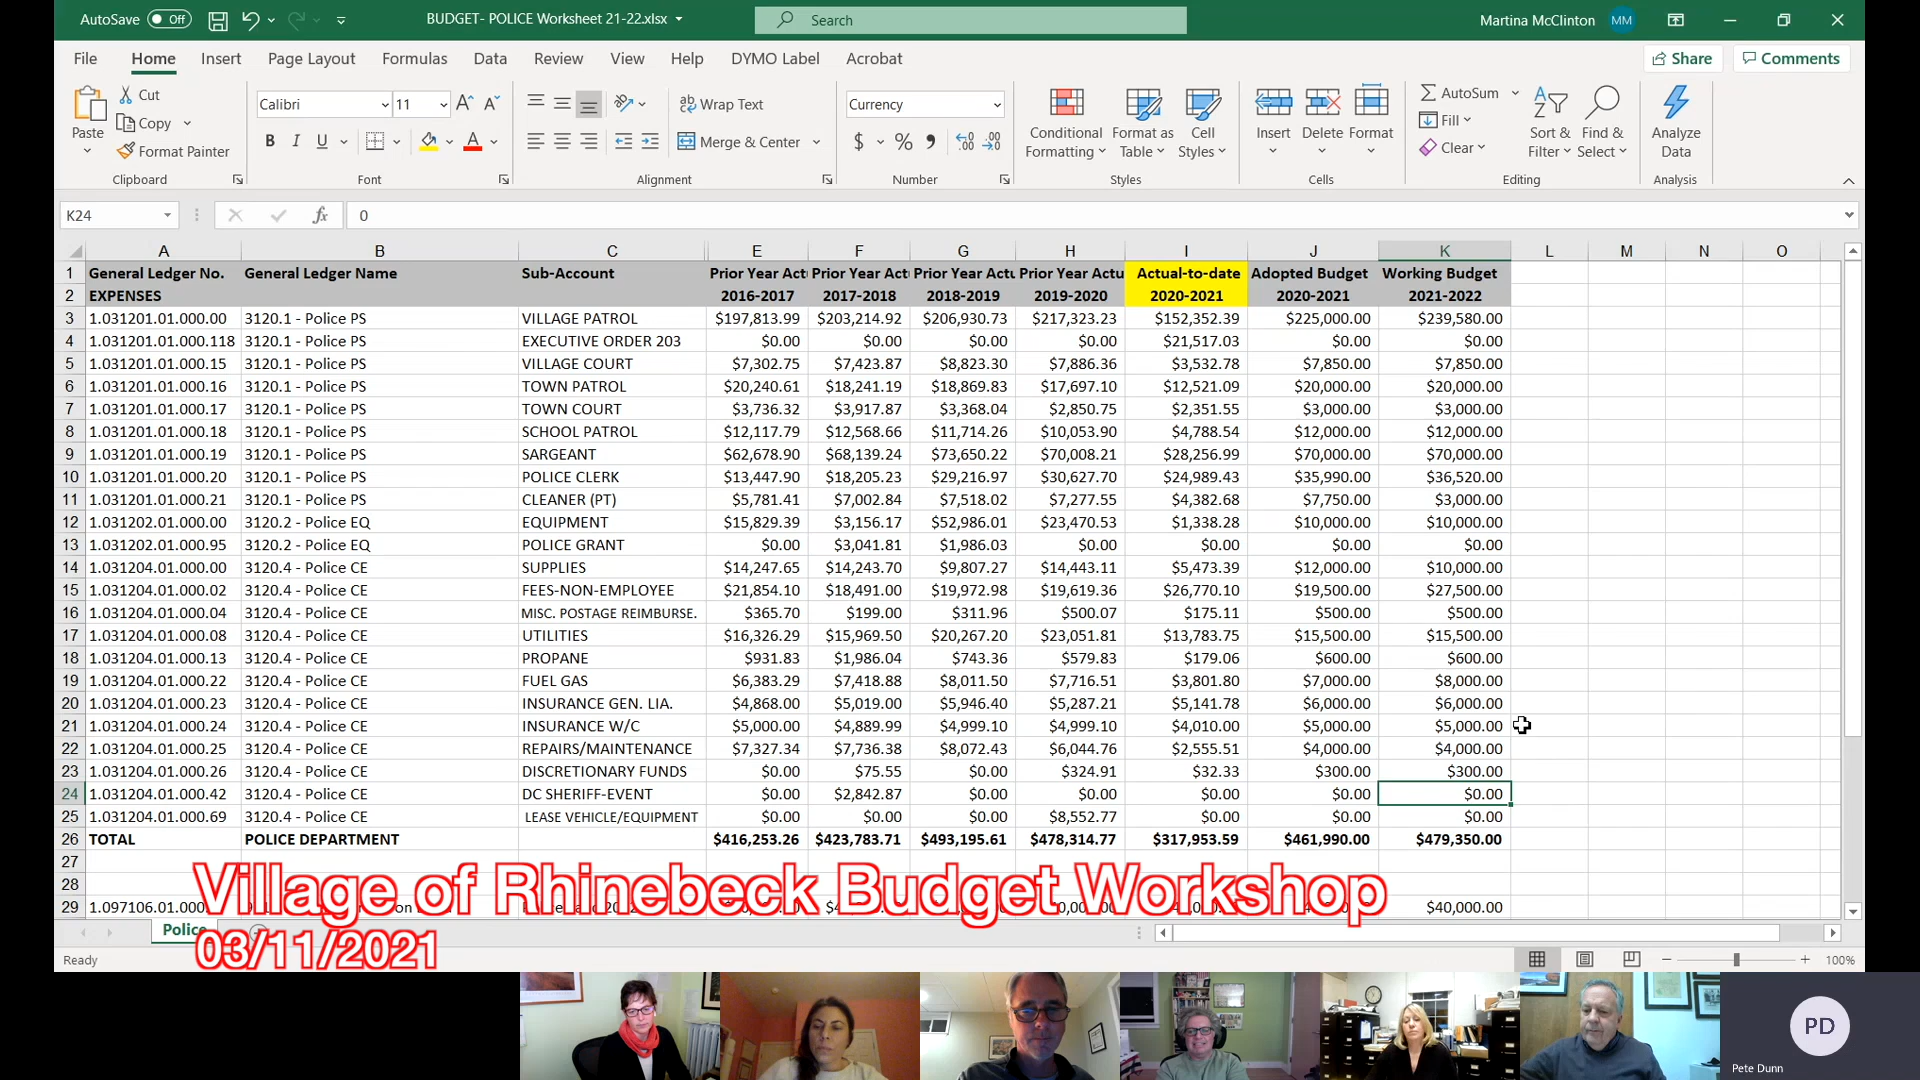 AutoSave Off BUDGET- POLICE Worksheet 21-22.xlsx Search Martina McClinton MM
File Home Insert Page Layout Formulas Data Review View Help DYMO Label Acrobat Share Comments
Paste Cut Copy Format Painter Clipboard
Calibri 11 B I U A Font
Wrap Text Merge & Center Alignment
Currency $ % Number
Conditional Formatting Format as Table Cell Styles Styles
Insert Delete Format Cells
AutoSum Fill Clear Sort & Filter Find & Select Editing
Analyze Data Analysis
K24 fx 0
A B C E F G H I J K L M N O
1 General Ledger No. General Ledger Name Sub-Account Prior Year Actu Prior Year Actu Prior Year Actu Prior Year Actu Actual-to-date Adopted Budget Working Budget
2 EXPENSES 2016-2017 2017-2018 2018-2019 2019-2020 2020-2021 2020-2021 2021-2022
3 1.031201.01.000.00 3120.1 - Police PS VILLAGE PATROL $197,813.99 $203,214.92 $206,930.73 $217,323.23 $152,352.39 $225,000.00 $239,580.00
4 1.031201.01.000.118 3120.1 - Police PS EXECUTIVE ORDER 203 $0.00 $0.00 $0.00 $0.00 $21,517.03 $0.00 $0.00
5 1.031201.01.000.15 3120.1 - Police PS VILLAGE COURT $7,302.75 $7,423.87 $8,823.30 $7,886.36 $3,532.78 $7,850.00 $7,850.00
6 1.031201.01.000.16 3120.1 - Police PS TOWN PATROL $20,240.61 $18,241.19 $18,869.83 $17,697.10 $12,521.09 $20,000.00 $20,000.00
7 1.031201.01.000.17 3120.1 - Police PS TOWN COURT $3,736.32 $3,917.87 $3,368.04 $2,850.75 $2,351.55 $3,000.00 $3,000.00
8 1.031201.01.000.18 3120.1 - Police PS SCHOOL PATROL $12,117.79 $12,568.66 $11,714.26 $10,053.90 $4,788.54 $12,000.00 $12,000.00
9 1.031201.01.000.19 3120.1 - Police PS SARGEANT $62,678.90 $68,139.24 $73,650.22 $70,008.21 $28,256.99 $70,000.00 $70,000.00
10 1.031201.01.000.20 3120.1 - Police PS POLICE CLERK $13,447.90 $18,205.23 $29,216.97 $30,627.70 $24,989.43 $35,990.00 $36,520.00
11 1.031201.01.000.21 3120.1 - Police PS CLEANER (PT) $5,781.41 $7,002.84 $7,518.02 $7,277.55 $4,382.68 $7,750.00 $3,000.00
12 1.031202.01.000.00 3120.2 - Police EQ EQUIPMENT $15,829.39 $3,156.17 $52,986.01 $23,470.53 $1,338.28 $10,000.00 $10,000.00
13 1.031202.01.000.95 3120.2 - Police EQ POLICE GRANT $0.00 $3,041.81 $1,986.03 $0.00 $0.00 $0.00 $0.00
14 1.031204.01.000.00 3120.4 - Police CE SUPPLIES $14,247.65 $14,243.70 $9,807.27 $14,443.11 $5,473.39 $12,000.00 $10,000.00
15 1.031204.01.000.02 3120.4 - Police CE FEES-NON-EMPLOYEE $21,854.10 $18,491.00 $19,972.98 $19,619.36 $26,770.10 $19,500.00 $27,500.00
16 1.031204.01.000.04 3120.4 - Police CE MISC. POSTAGE REIMBURSE. $365.70 $199.00 $311.96 $500.07 $175.11 $500.00 $500.00
17 1.031204.01.000.08 3120.4 - Police CE UTILITIES $16,326.29 $15,969.50 $20,267.20 $23,051.81 $13,783.75 $15,500.00 $15,500.00
18 1.031204.01.000.13 3120.4 - Police CE PROPANE $931.83 $1,986.04 $743.36 $579.83 $179.06 $600.00 $600.00
19 1.031204.01.000.22 3120.4 - Police CE FUEL GAS $6,383.29 $7,418.88 $8,011.50 $7,716.51 $3,801.80 $7,000.00 $8,000.00
20 1.031204.01.000.23 3120.4 - Police CE INSURANCE GEN. LIA. $4,868.00 $5,019.00 $5,946.40 $5,287.21 $5,141.78 $6,000.00 $6,000.00
21 1.031204.01.000.24 3120.4 - Police CE INSURANCE W/C $5,000.00 $4,889.99 $4,999.10 $4,999.10 $4,010.00 $5,000.00 $5,000.00
22 1.031204.01.000.25 3120.4 - Police CE REPAIRS/MAINTENANCE $7,327.34 $7,736.38 $8,072.43 $6,044.76 $2,555.51 $4,000.00 $4,000.00
23 1.031204.01.000.26 3120.4 - Police CE DISCRETIONARY FUNDS $0.00 $75.55 $0.00 $324.91 $32.33 $300.00 $300.00
24 1.031204.01.000.42 3120.4 - Police CE DC SHERIFF-EVENT $0.00 $2,842.87 $0.00 $0.00 $0.00 $0.00 $0.00
25 1.031204.01.000.69 3120.4 - Police CE LEASE VEHICLE/EQUIPMENT $0.00 $0.00 $0.00 $8,552.77 $0.00 $0.00 $0.00
26 TOTAL POLICE DEPARTMENT $416,253.26 $423,783.71 $493,195.61 $478,314.77 $317,953.59 $461,990.00 $479,350.00
27
28
Village of Rhinebeck Budget Workshop
29 $40,000.00
Police
03/11/2021
Ready 100%
PD
Pete Dunn